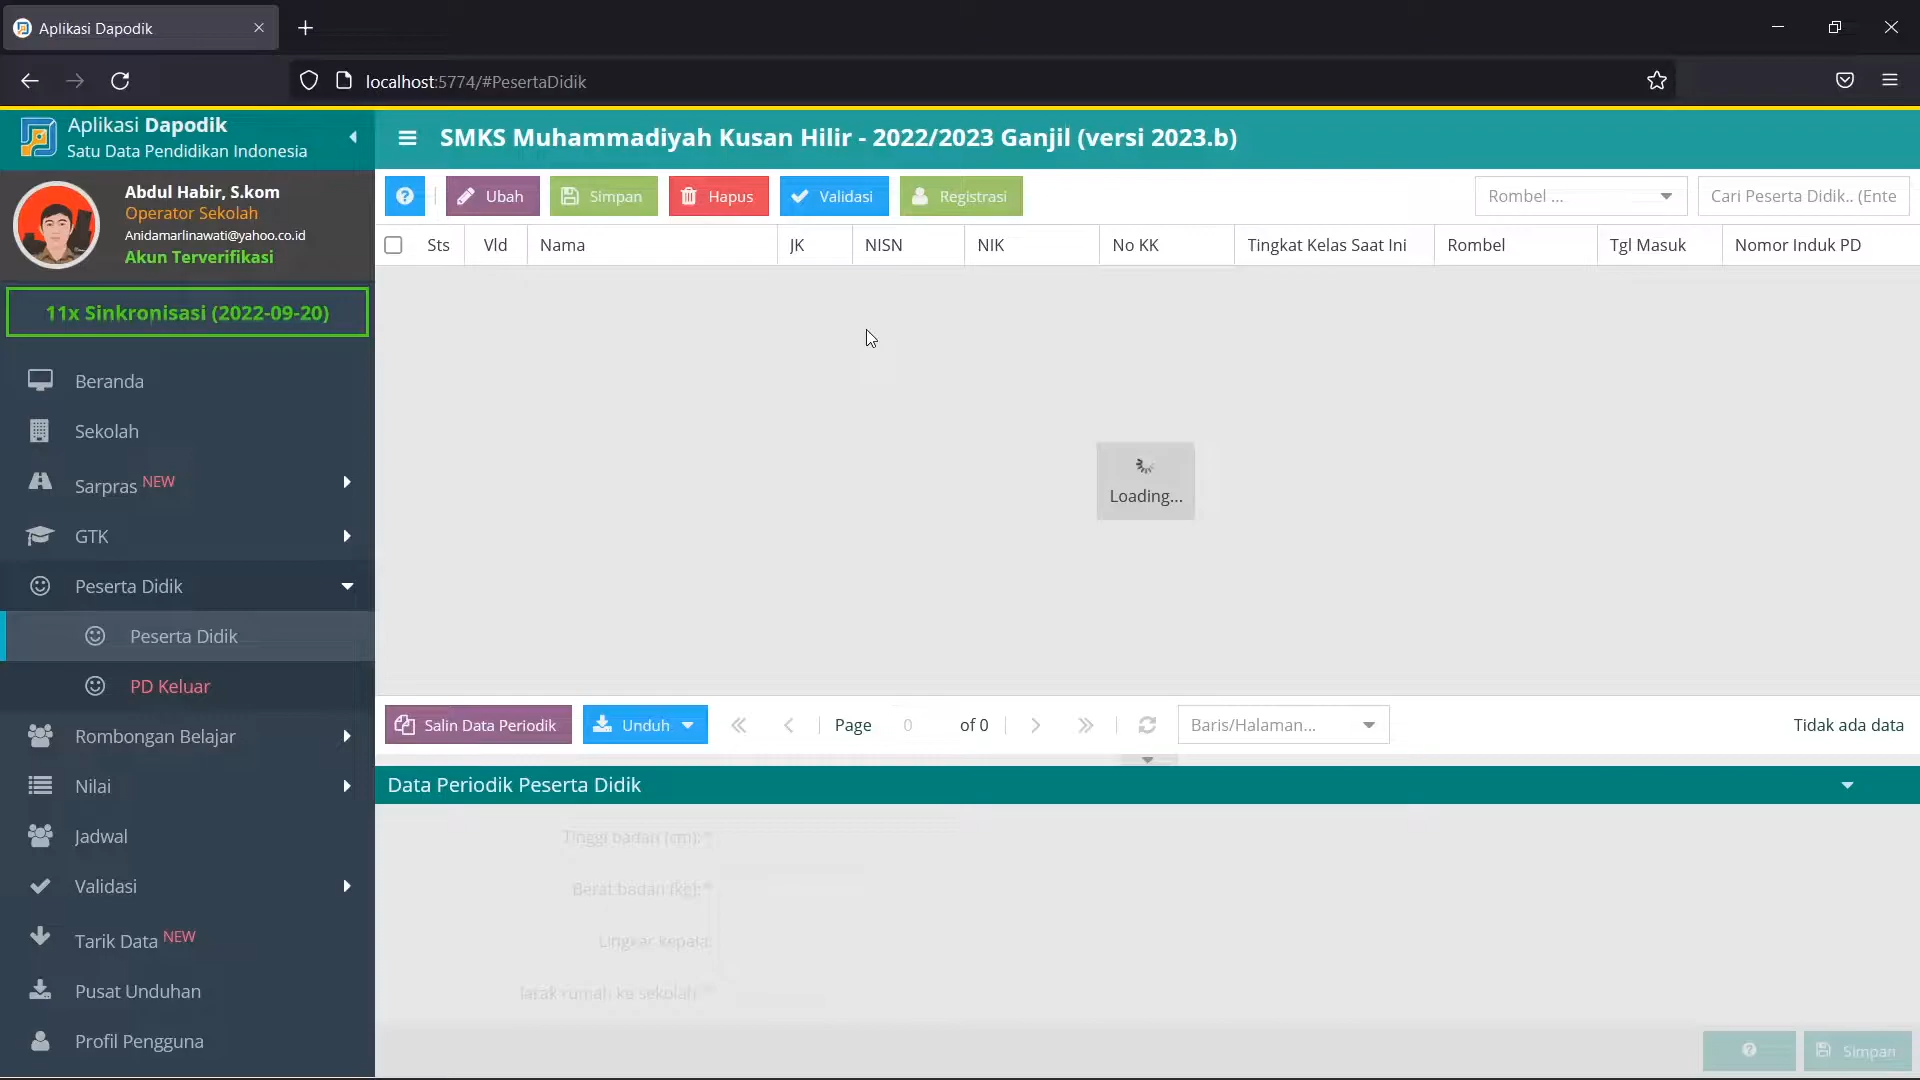 Aplikasi Dapodik
localhost:5774/#PesertaDidik
Aplikasi Dapodik
Satu Data Pendidikan Indonesia
SMKS Muhammadiyah Kusan Hilir - 2022/2023 Ganjil (versi 2023.b)
Abdul Habir, S.kom
Operator Sekolah
Anidamarlinawati@yahoo.co.id
Akun Terverifikasi
11x Sinkronisasi (2022-09-20)
Beranda
Sekolah
Sarpras NEW
GTK
Peserta Didik
Peserta Didik
PD Keluar
Rombongan Belajar
Nilai
Jadwal
Validasi
Tarik Data NEW
Pusat Unduhan
Profil Pengguna
? Ubah Simpan Hapus Validasi Registrasi Rombel ... Cari Peserta Didik.. (Ente
Sts Vld Nama JK NISN NIK No KK Tingkat Kelas Saat Ini Rombel Tgl Masuk Nomor Induk PD
Loading...
Salin Data Periodik Unduh Page 0 of 0 Baris/Halaman... Tidak ada data
Data Periodik Peserta Didik
Tinggi badan (cm):*
Berat badan (kg):*
Lingkar kepala:
Jarak rumah ke sekolah:*
? Simpan